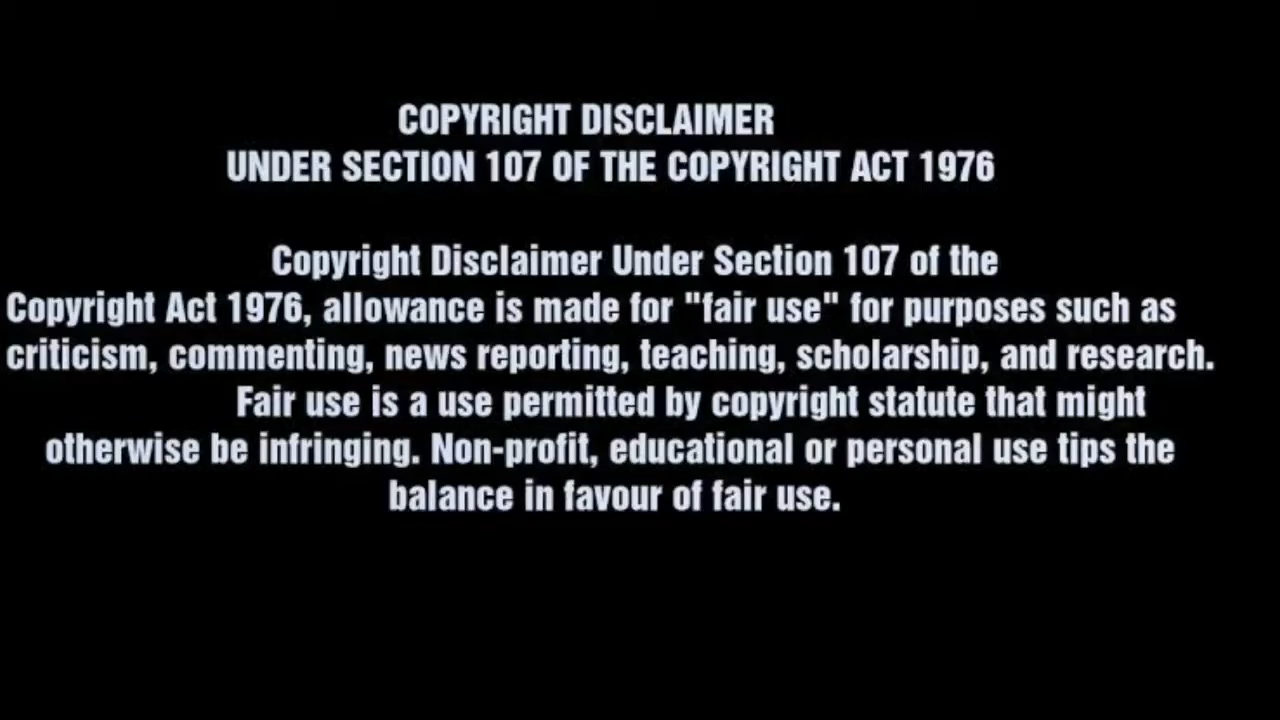 COPYRIGHT DISCLAIMER
UNDER SECTION 107 OF THE COPYRIGHT ACT 1976
Copyright Disclaimer Under Section 107 of the
Copyright Act 1976, allowance is made for "fair use" for purposes such as
criticism, commenting, news reporting, teaching, scholarship, and research.
Fair use is a use permitted by copyright statute that might
otherwise be infringing. Non-profit, educational or personal use tips the
balance in favour of fair use.